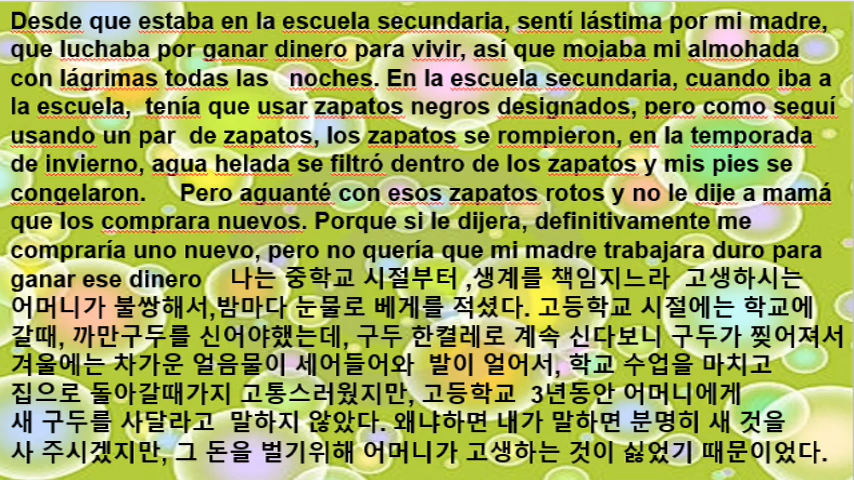 Desde que estaba en la escuela secundaria, sentí lástima por mi madre,
que luchaba por ganar dinero para vivir, así que mojaba mi almohada
con lágrimas todas las noches. En la escuela secundaria, cuando iba a
la escuela, tenía que usar zapatos negros designados, pero como seguí
usando un par de zapatos, los zapatos se rompieron, en la temporada
de invierno, agua helada se filtró dentro de los zapatos y mis pies se
congelaron. Pero aguanté con esos zapatos rotos y no le dije a mamá
que los comprara nuevos. Porque si le dijera, definitivamente me
compraría uno nuevo, pero no quería que mi madre trabajara duro para
ganar ese dinero 나는 중학교 시절부터 ,생계를 책임지느라 고생하시는
어머니가 불쌍해서,밤마다 눈물로 베게를 적셨다. 고등학교 시절에는 학교에
갈때, 까만구두를 신어야했는데, 구두 한켤레로 계속 신다보니 구두가 찢어져서
겨울에는 차가운 얼음물이 세어들어와 발이 얼어서, 학교 수업을 마치고
집으로 돌아갈때가지 고통스러웠지만, 고등학교 3년동안 어머니에게
새 구두를 사달라고 말하지 않았다. 왜냐하면 내가 말하면 분명히 새 것을
사 주시겠지만, 그 돈을 벌기위해 어머니가 고생하는 것이 싫었기 때문이었다.